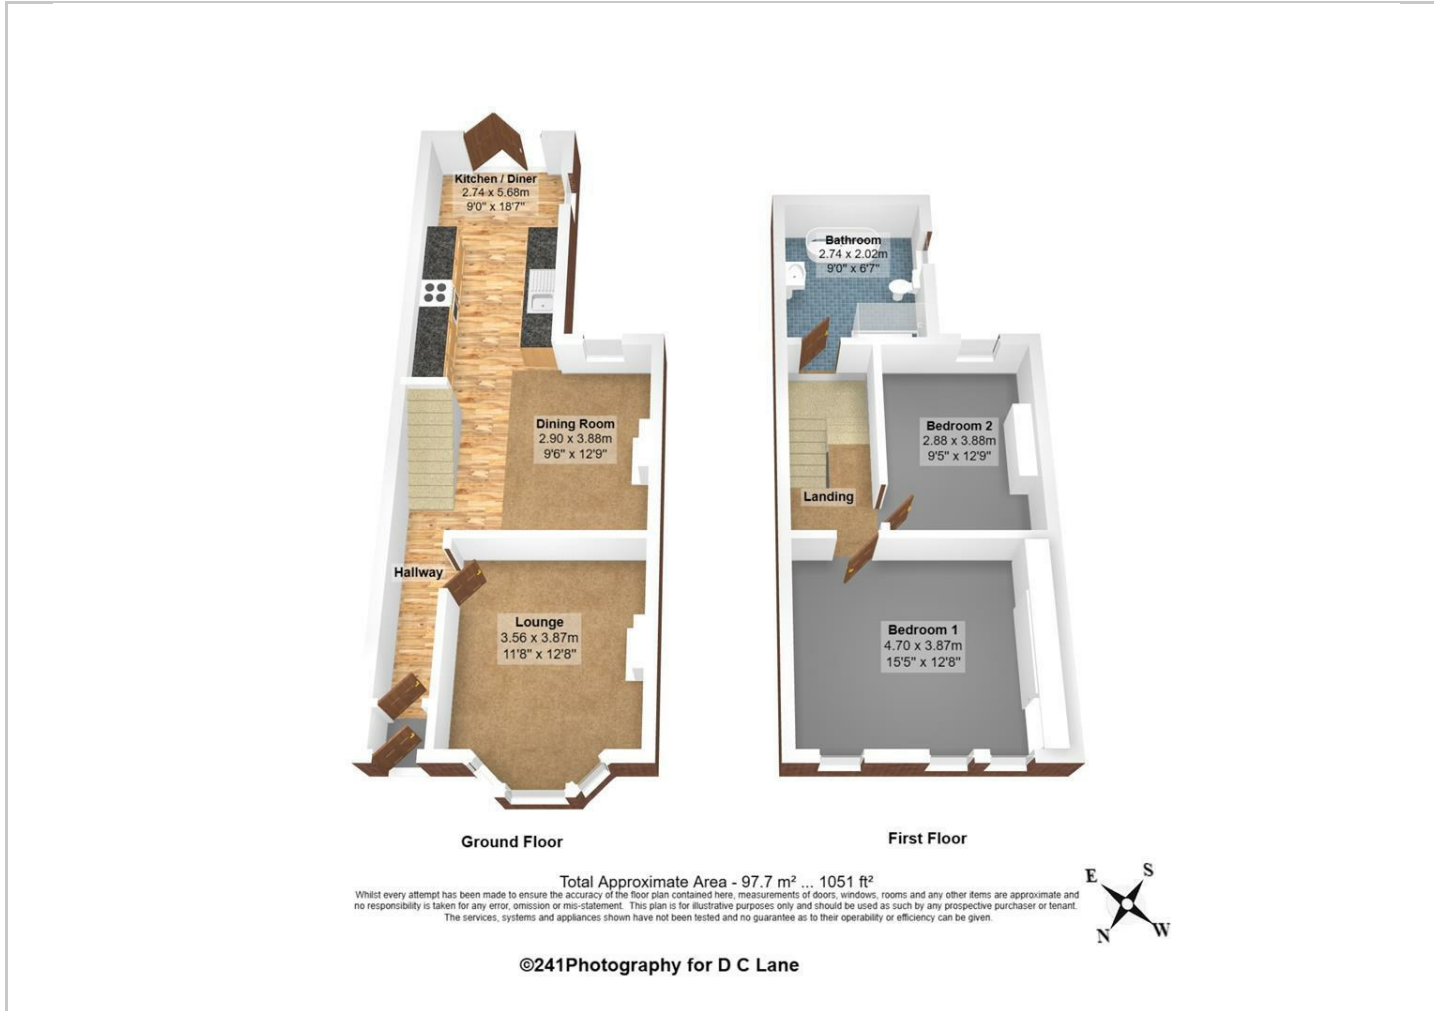 Kitchen / Diner
2.74 x 5.68m
9'0" x 18'7"
Dining Room
2.90 x 3.88m
9'6" x 12'9"
Hallway
Lounge
3.56 x 3.87m
11'8" x 12'8"
Ground Floor
Bathroom
2.74 x 2.02m
9'0" x 6'7"
Bedroom 2
2.88 x 3.88m
9'5" x 12'9"
Landing
Bedroom 1
4.70 x 3.87m
15'5" x 12'8"
First Floor
Total Approximate Area - 97.7 m² ... 1051 ft²
Whilst every attempt has been made to ensure the accuracy of the floor plan contained here, measurements of doors, windows, rooms and any other items are approximate and
no responsibility is taken for any error, omission or mis-statement. This plan is for illustrative purposes only and should be used as such by any prospective purchaser or tenant.
The services, systems and appliances shown have not been tested and no guarantee as to their operability or efficiency can be given.
E
S
N
W
©241Photography for D C Lane